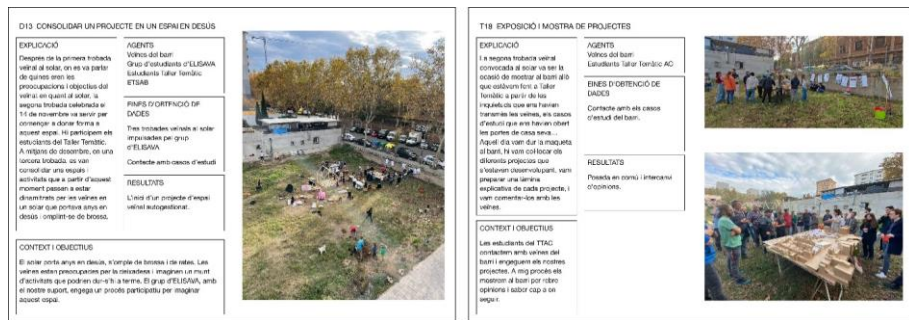 D13 CONSOLIDAR UN PROJECTE EN UN ESPAI EN DESÚS
EXPLICACIÓ
Després de la primera trobada
veïnal al solar, on es va parlar
de quines eren les
preocupacions i objectius del
veïnat en quant al solar, la
segona trobada celebrada el
14 de novembre va servir per
començar a donar forma a
aquest espai. Hi participem els
estudiants del Taller Temàtic.
A mitjans de desembre, en una
tercera trobada, es van
consolidar uns espais i
activitats que a partir d'aquest
moment passen a estar
dinamitzats per les veïnes en
un solar que portava anys en
desús i omplint-se de brossa.
AGENTS
Veïnes del barri
Grup d'estudiants d'ELISAVA
Estudiants Taller Temàtic
ETSAB
EINES D'OBTENCIÓ DE
DADES
Tres trobades veïnals al solar
impulsades pel grup
d'ELISAVA
Contacte amb casos d'estudi
RESULTATS
L'inici d'un projecte d'espai
veïnal autogestionat.
CONTEXT I OBJECTIUS
El solar porta anys en desús, s'omple de brossa i de rates. Les
veïnes estan preocupades per la deixadesa i imaginen un munt
d'activitats que podrien dur-s'hi a terme. El grup d'ELISAVA, amb
el nostre suport, engega un procés participatiu per imaginar
aquest espai.
T18 EXPOSICIÓ I MOSTRA DE PROJECTES
EXPLICACIÓ
La segona trobada veïnal
convocada al solar va ser la
ocasió de mostrar al barri allò
que estàvem fent a Taller
Temàtic a partir de les
inquietuds que ens havien
transmès les veïnes, els casos
d'estudi que ens havien obert
les portes de casa seva...
Aquell dia vam dur la maqueta
al barri, hi vam col·locar els
diferents projectes que
s'estaven desenvolupant, vam
preparar una làmina
explicativa de cada projecte, i
vam comentar-los amb les
veïnes.
AGENTS
Veïnes del barri
Estudiants Taller Temàtic AC
EINES D'OBTENCIÓ DE
DADES
Contacte amb els casos
d'estudi del barri.
RESULTATS
Posada en comú i intercanvi
d'opinions.
CONTEXT I OBJECTIUS
Les estudiants del TTAC
contactem amb veïnes del
barri i engeguem els nostres
projectes. A mig procés els
mostrem al barri per rebre
opinions i saber cap a on
seguir.